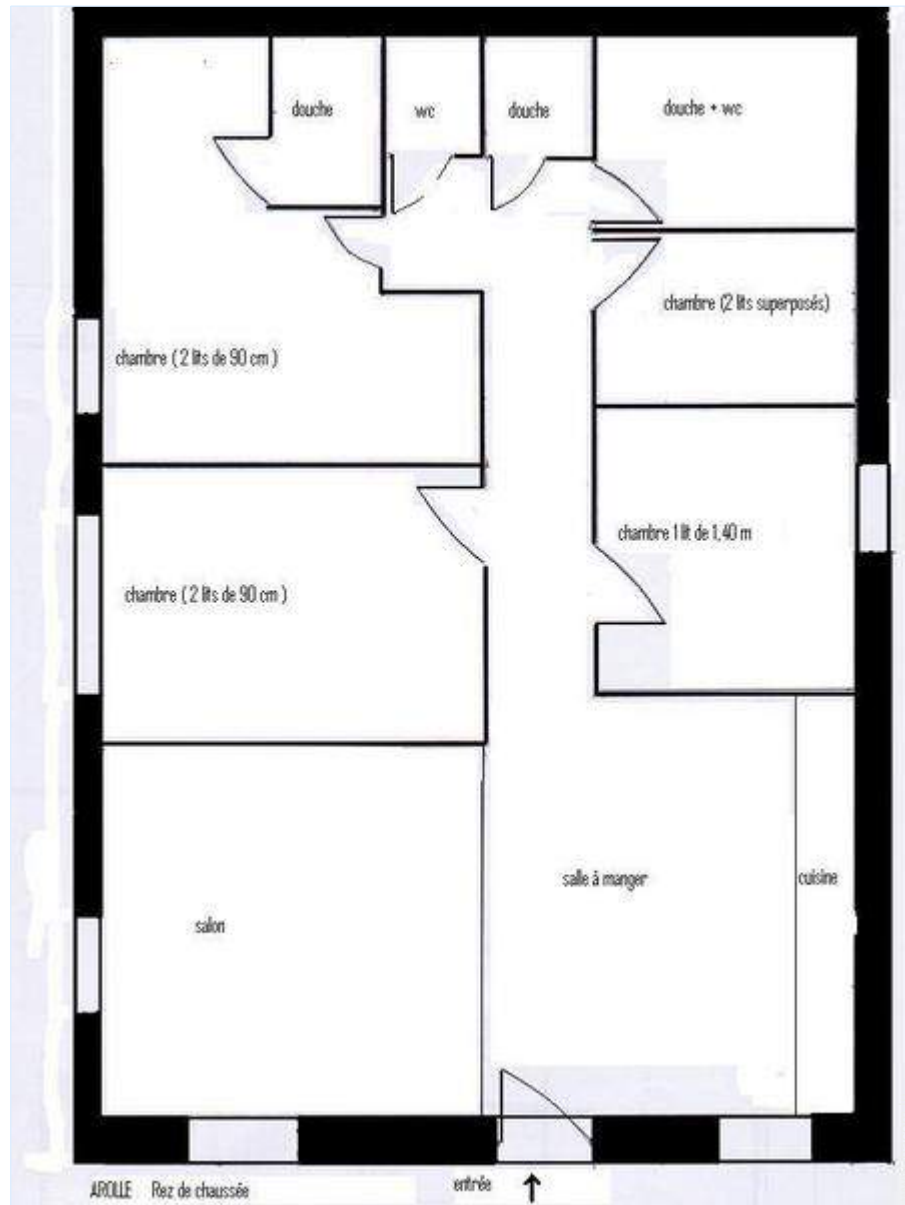 douche
wc
douche
douche + wc
chambre (2 lits superposés)
chambre ( 2 lits de 90 cm )
chambre 1 lit de 1,40 m
chambre ( 2 lits de 90 cm )
salle à manger
cuisine
salon
AROLLE Rez de chaussée
entrée